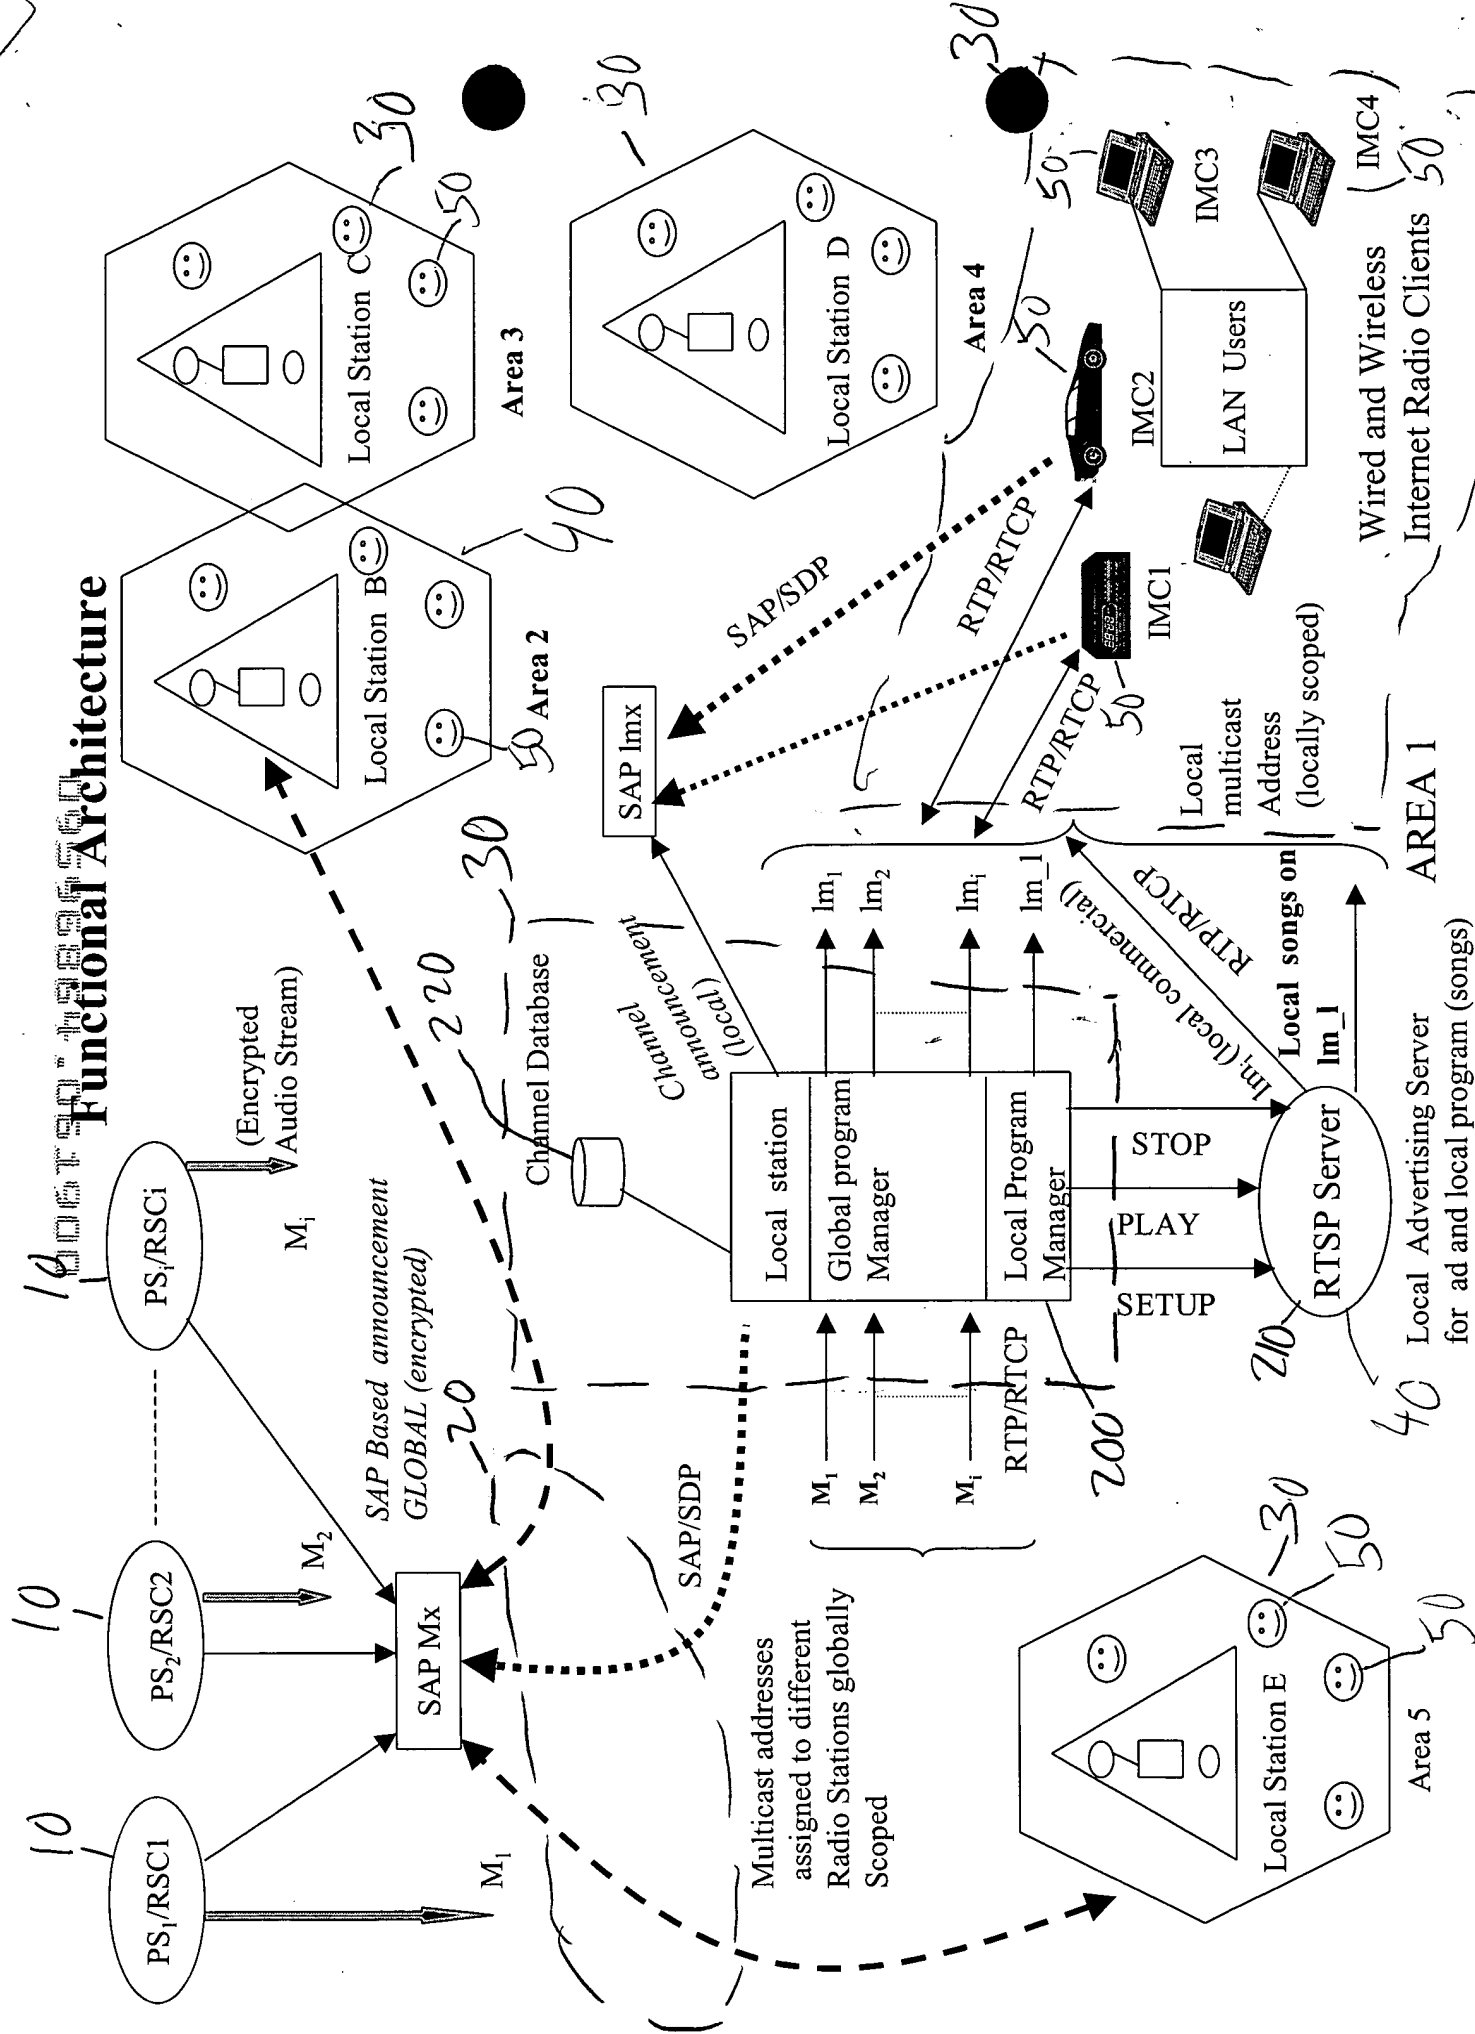 Functional Architecture
10
10
10
PS1/RSC1
PS2/RSC2
PSi/RSCi
M1
M2
Mi
(Encrypted
Audio Stream)
SAP Based announcement
GLOBAL (encrypted)
SAP Mx
20
SAP/SDP
Local Station B
50
Area 2
40
Local Station C
30
50
Area 3
Local Station D
30
Area 4
220
30
Channel Database
Channel
announcement
(local)
SAP lmx
SAP/SDP
RTP/RTCP
RTP/RTCP
Multicast addresses
assigned to different
Radio Stations globally
Scoped
M1
M2
Mi
RTP/RTCP
200
Local station
Global program
Manager
Local Program
Manager
lm1
lm2
lmi
lm_l
SETUP
PLAY
STOP
RTSP Server
210
40
lmi (local commercial)
RTP/RTCP
Local songs on
lm_l
Local Advertising Server
for ad and local program (songs)
AREA 1
Local
multicast
Address
(locally scoped)
50
IMC1
50
IMC2
LAN Users
30
50
IMC3
IMC4
50
Wired and Wireless
Internet Radio Clients
Local Station E
30
50
50
Area 5